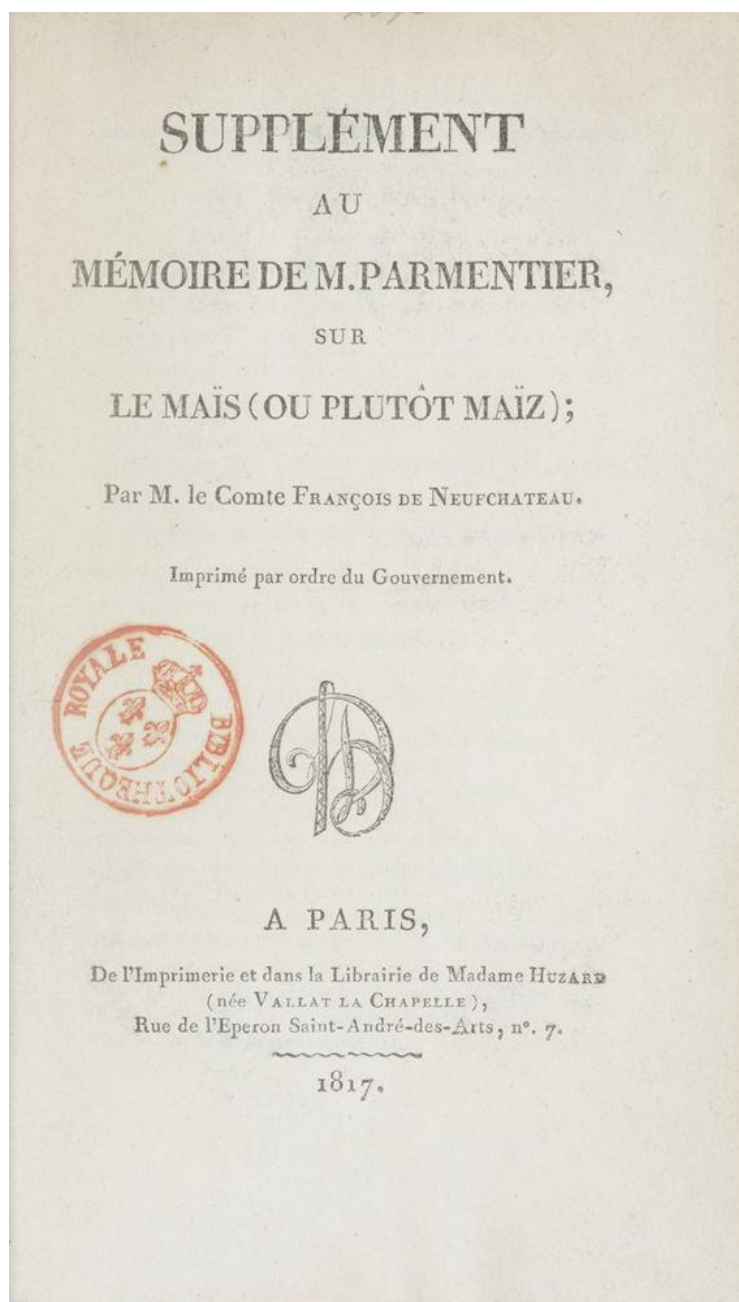 SUPPLÉMENT
AU
MÉMOIRE DE M. PARMENTIER,
SUR
LE MAÏS (OU PLUTÔT MAÏZ);
Par M. le Comte FRANÇOIS DE NEUFCHATEAU.
Imprimé par ordre du Gouvernement.
BIBLIOTHEQUE ROYALE
A PARIS,
De l'Imprimerie et dans la Librairie de Madame HUZARD
(née VALLAT LA CHAPELLE),
Rue de l'Eperon Saint-André-des-Arts, n°. 7.
1817.